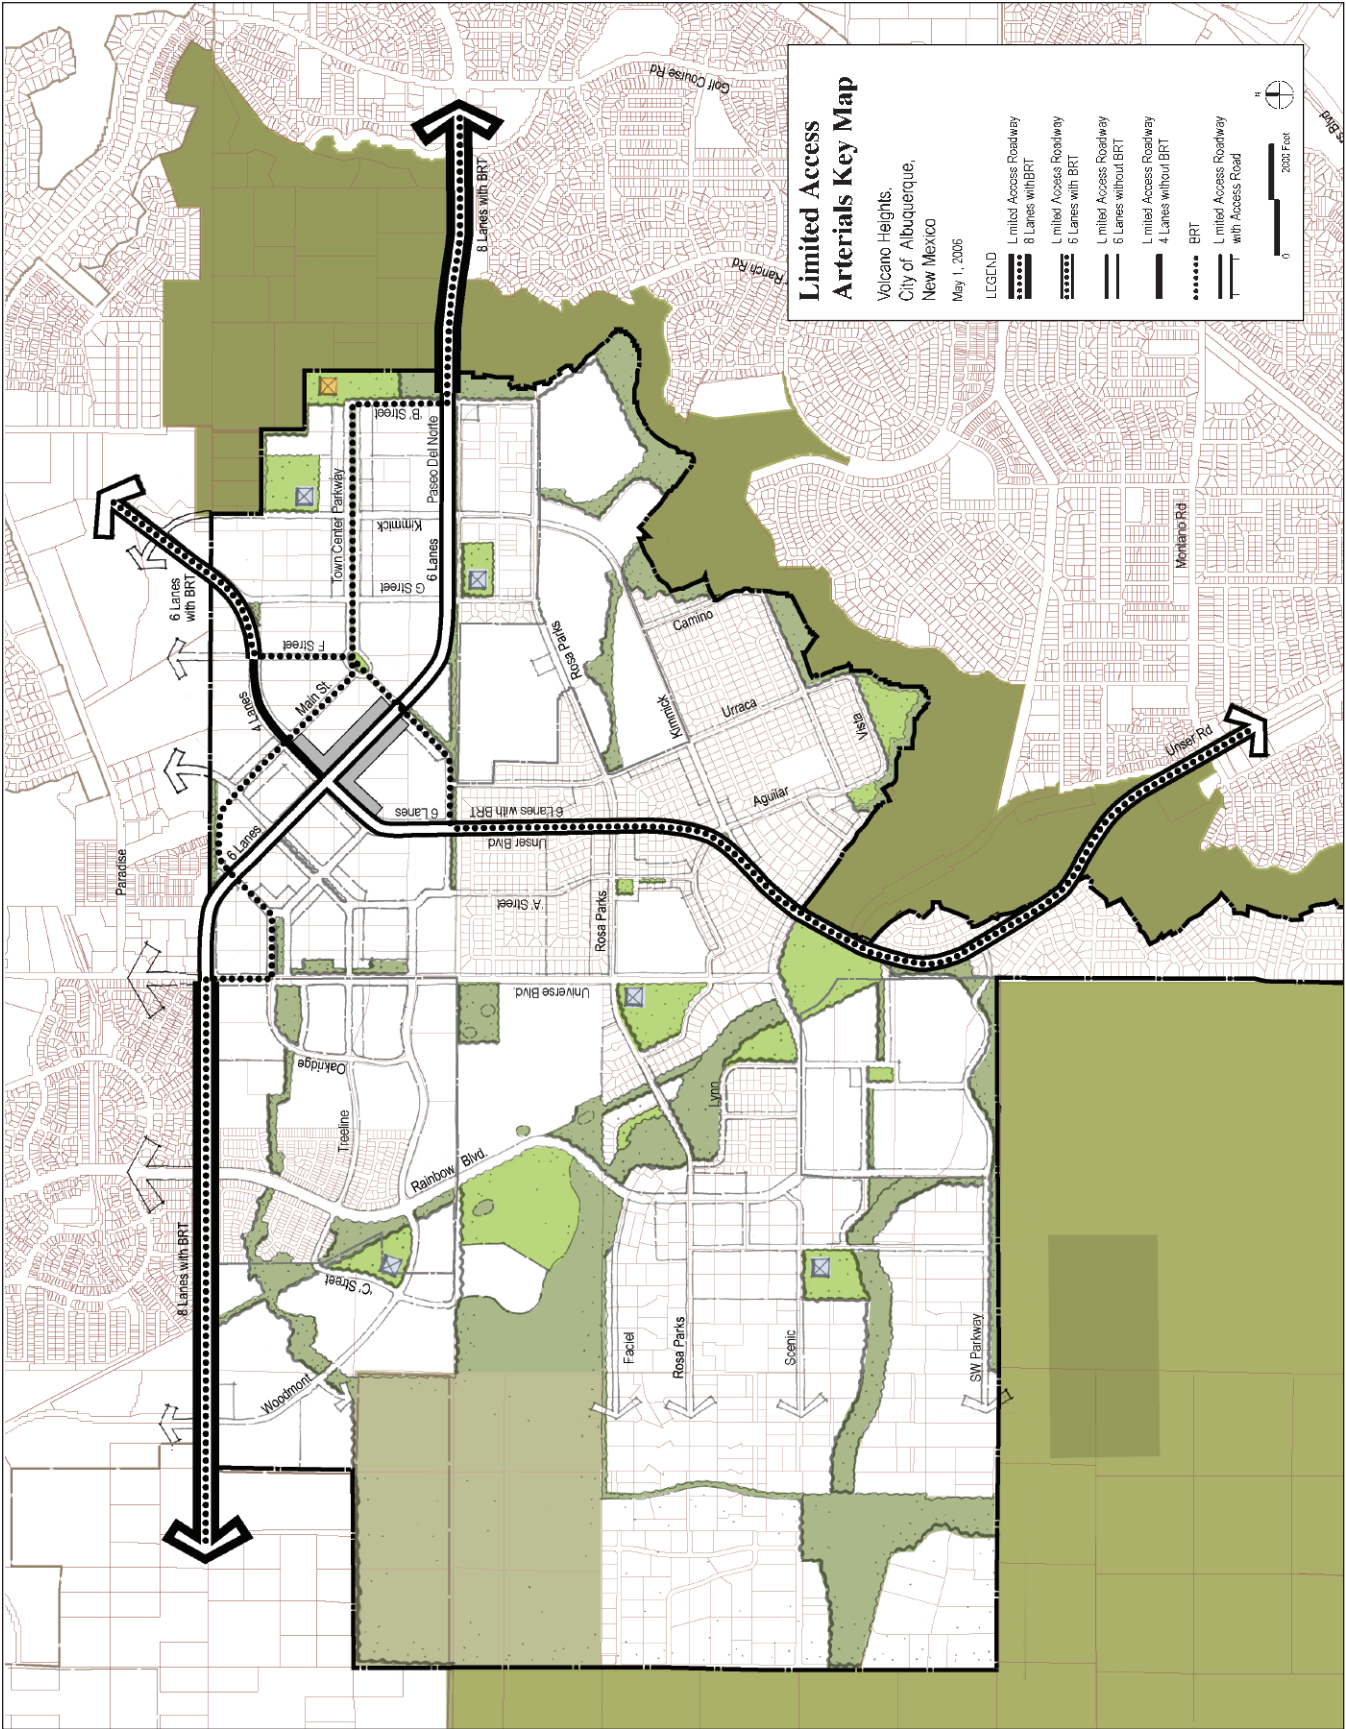 Limited Access
Arterials Key Map
Volcano Heights,
City of Albuquerque,
New Mexico
May 1, 2006
LEGEND
Limited Access Roadway
8 Lanes withBRT
Limited Access Roadway
6 Lanes with BRT
Limited Access Roadway
6 Lanes without BRT
Limited Access Roadway
4 Lanes without BRT
BRT
Limited Access Roadway
with Access Road
0
2000 Feet
N
Golf Course Rd
s Blvd
Ranch Rd
8 Lanes with BRT
'B' Street
Paseo Del Norte
Town Center Parkway
Kimmick
6 Lanes
G Street
6 Lanes
with BRT
F Street
Main St.
4 Lanes
Rosa Parks
Camino
Kimmick
Urraca
Vista
Aguilar
Montano Rd
Unser Rd
6 Lanes
6 Lanes with BRT
Unser Blvd
6 Lanes
Paradise
'A' Street
Rosa Parks
Universe Blvd.
Oakridge
Treeline
Lynn
Rainbow Blvd.
8 Lanes with BRT
'C' Street
Woodmont
Faciel
Rosa Parks
Scenic
SW Parkway